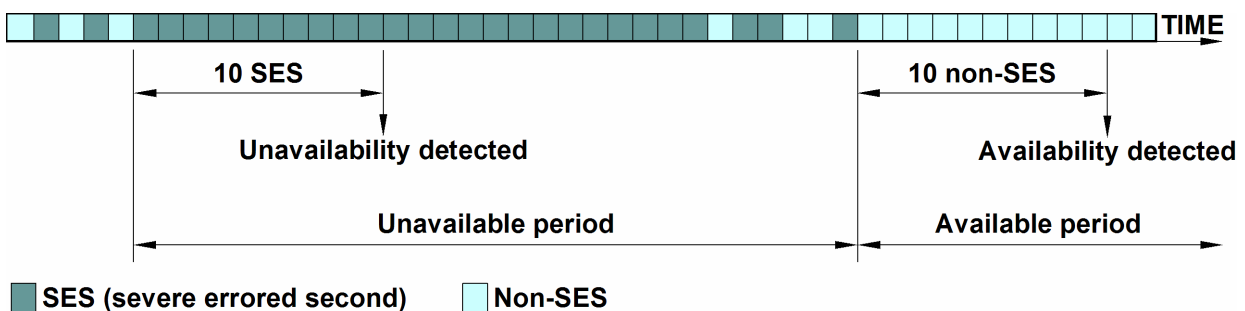 TIME
10 SES
10 non-SES
Unavailability detected
Availability detected
Unavailable period
Available period
SES (severe errored second)
Non-SES